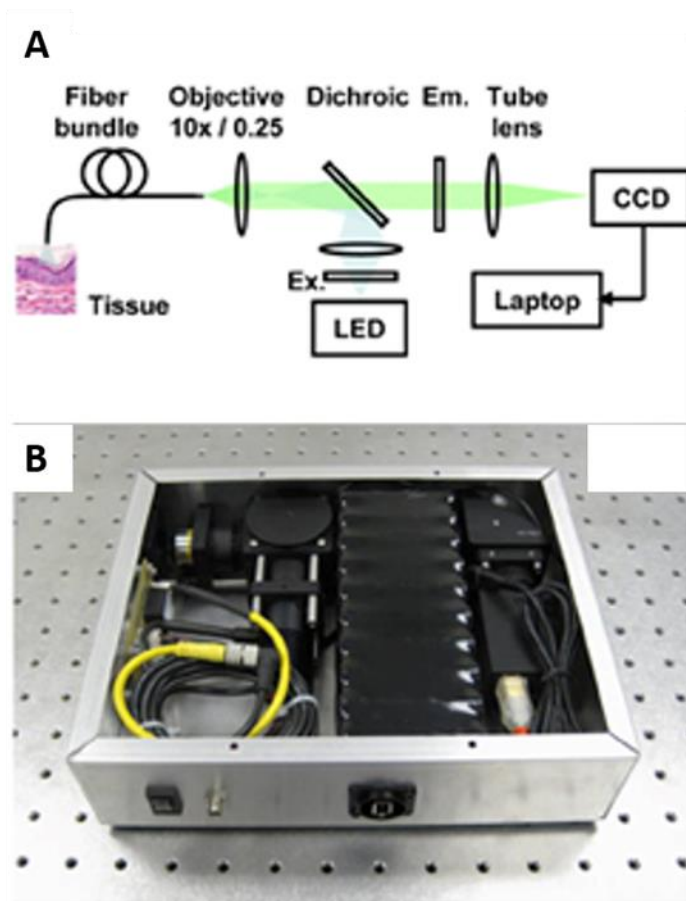 A
Fiber bundle
Objective 10x / 0.25
Dichroic
Em.
Tube lens
CCD
Ex.
Tissue
LED
Laptop
B